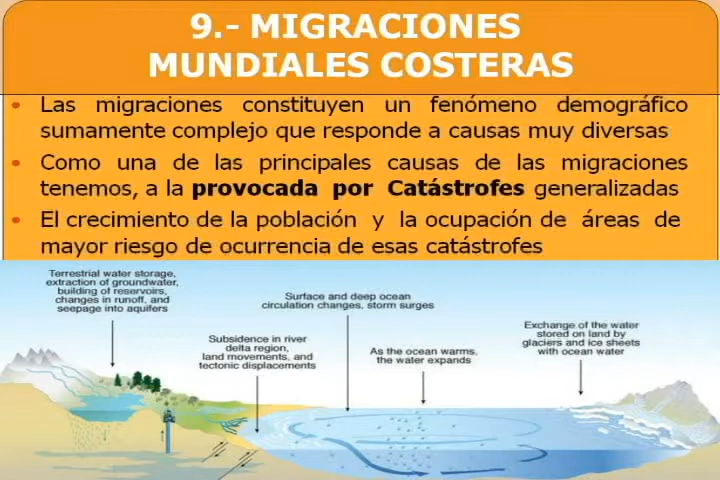 9.- MIGRACIONES
MUNDIALES COSTERAS
• Las migraciones constituyen un fenómeno demográfico
sumamente complejo que responde a causas muy diversas
• Como una de las principales causas de las migraciones
tenemos, a la provocada por Catástrofes generalizadas
• El crecimiento de la población y la ocupación de áreas de
mayor riesgo de ocurrencia de esas catástrofes
Terrestrial water storage,
extraction of groundwater,
building of reservoirs,
changes in runoff, and
seepage into aquifers
Surface and deep ocean
circulation changes, storm surges
Subsidence in river
delta region,
land movements, and
tectonic displacements
As the ocean warms,
the water expands
Exchange of the water
stored on land by
glaciers and ice sheets
with ocean water